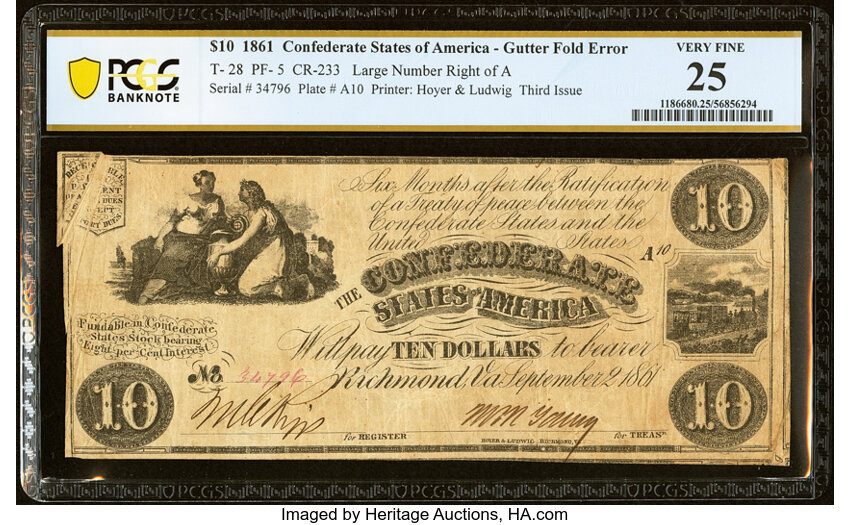 $10 1861 Confederate States of America - Gutter Fold Error
T- 28 PF- 5 CR-233 Large Number Right of A
Serial # 34796 Plate # A10 Printer: Hoyer & Ludwig Third Issue
PCGS
BANKNOTE
VERY FINE
25
1186680.25/56856294
Six Months after the Ratification
of a Treaty of peace between the
Confederate States and the
United States
A10
THE CONFEDERATE
STATES OF AMERICA
Fundable in Confederate
States Stock bearing
Eight per Cent Interest
Will pay TEN DOLLARS to bearer
No. 34796
Richmond, Va September 2 1861
10
10
10
for REGISTER
HOYER & LUDWIG, RICHMOND, VA
for TREASR
PCGS
Imaged by Heritage Auctions, HA.com